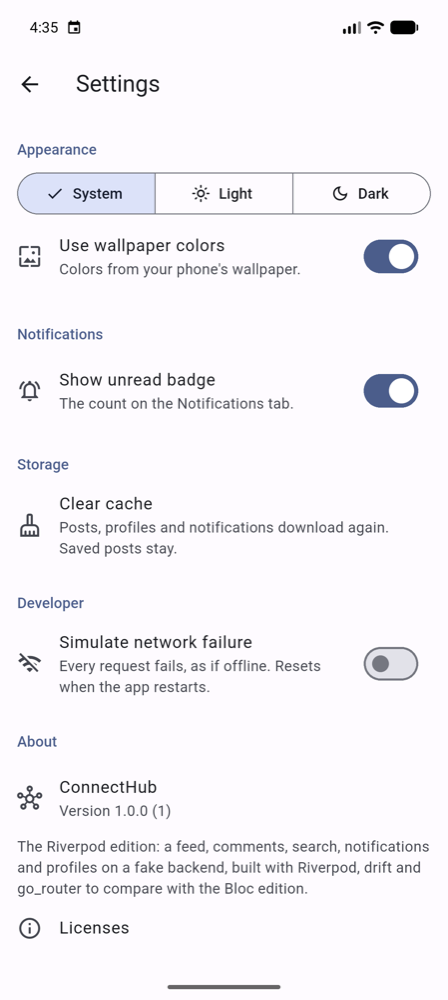 4:35
Settings
Appearance
System
Light
Dark
Use wallpaper colors
Colors from your phone's wallpaper.
Notifications
Show unread badge
The count on the Notifications tab.
Storage
Clear cache
Posts, profiles and notifications download again.
Saved posts stay.
Developer
Simulate network failure
Every request fails, as if offline. Resets
when the app restarts.
About
ConnectHub
Version 1.0.0 (1)
The Riverpod edition: a feed, comments, search, notifications
and profiles on a fake backend, built with Riverpod, drift and
go_router to compare with the Bloc edition.
Licenses